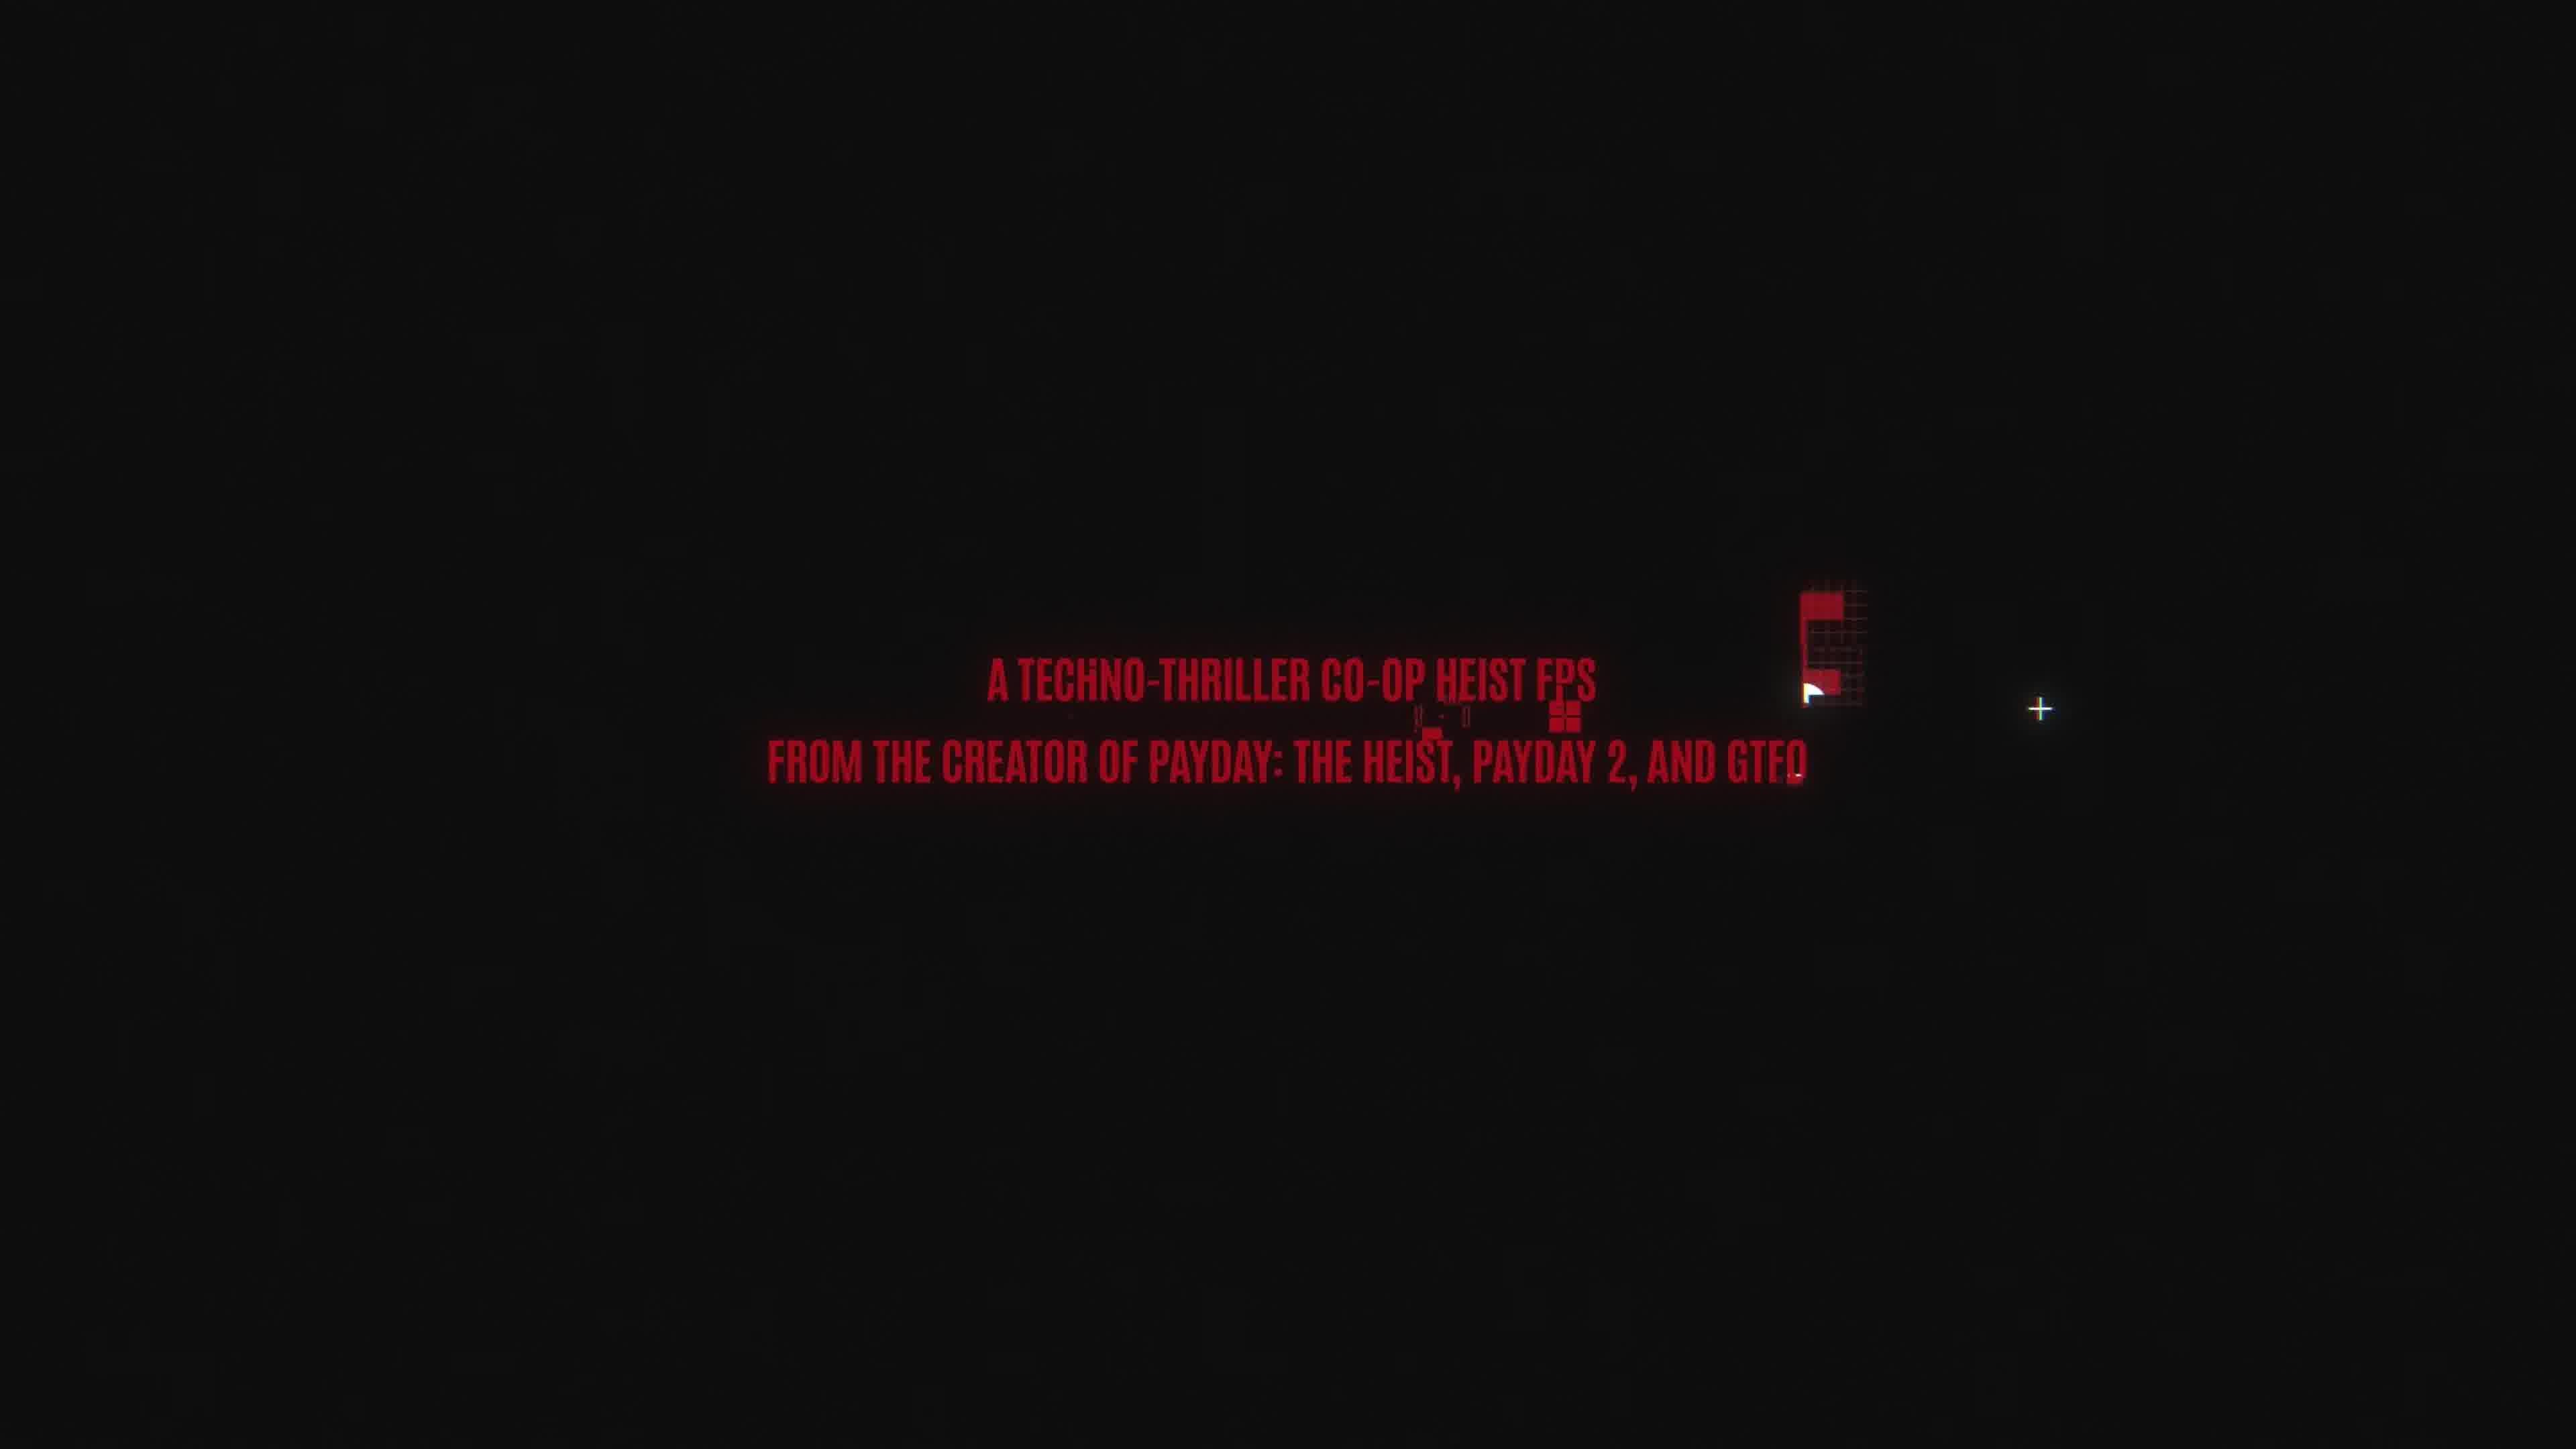 A TECHNO-THRILLER CO-OP HEIST FPS
FROM THE CREATOR OF PAYDAY: THE HEIST, PAYDAY 2, AND GTFO